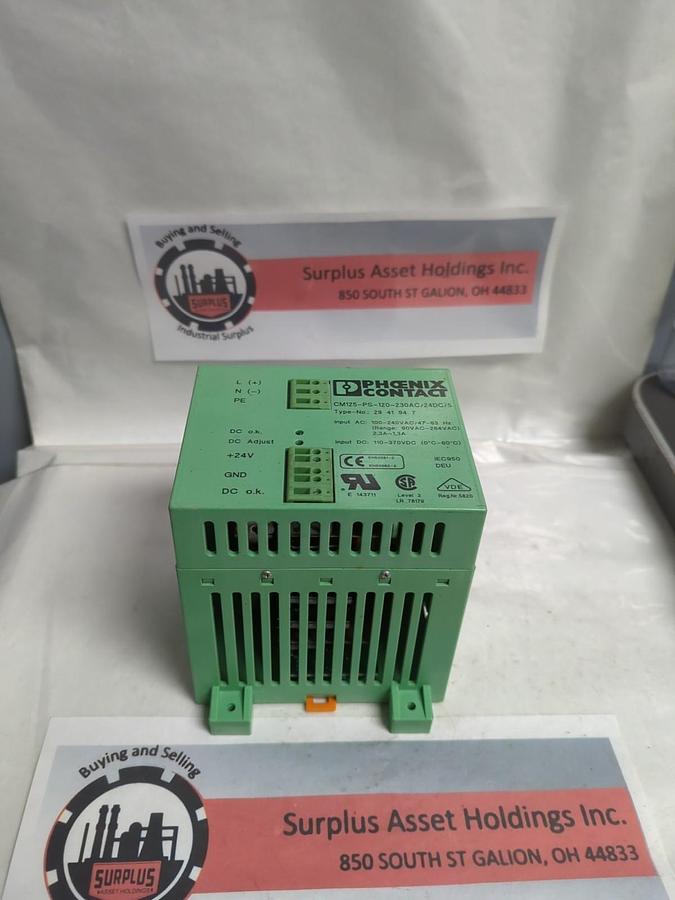 Buying and Selling
SURPLUS
Industrial Surplus
Surplus Asset Holdings Inc.
850 SOUTH ST GALION, OH 44833
L (+)
N (-)
PE
DC o.k.
DC Adjust
+24V
GND
DC o.k.
PHOENIX
CONTACT
CM125-PS-120-230AC/24DC/5
Type-No.: 29 41 94 7
Input AC: 100-240VAC/47-63 Hz
(Range: 90VAC-264VAC)
2,3A-1,3A
Input DC: 110-370VDC (0°C-60°C)
CE
IEC950
DEU
E 143711
Level 3
LR 78179
VDE
Reg.Nr.5820
Buying and Selling
SURPLUS
ASSET HOLDINGS
Surplus Asset Holdings Inc.
850 SOUTH ST GALION, OH 44833